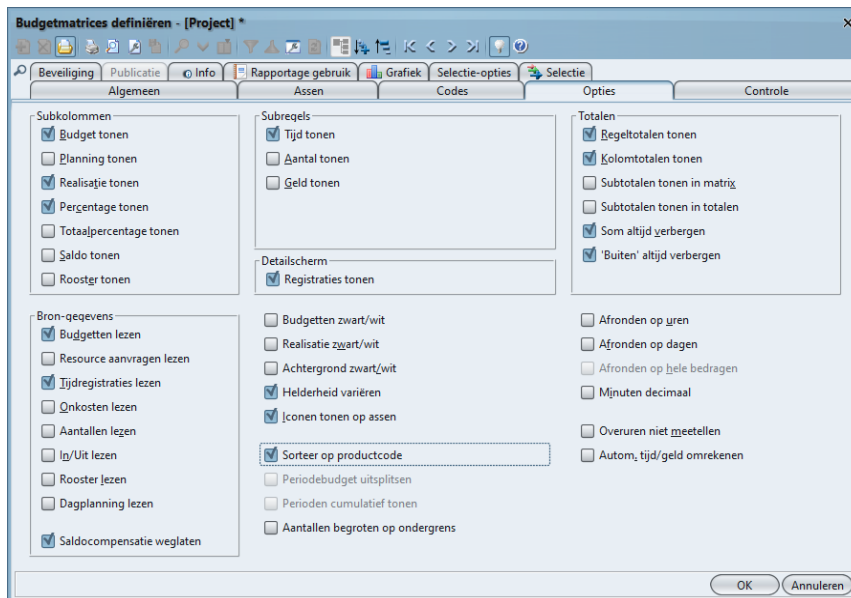 Budgetmatrices definiëren - [Project] *
Beveiliging Publicatie Info Rapportage gebruik Grafiek Selectie-opties Selectie
Algemeen Assen Codes Opties Controle
Subkolommen
Budget tonen
Planning tonen
Realisatie tonen
Percentage tonen
Totaalpercentage tonen
Saldo tonen
Rooster tonen
Subregels
Tijd tonen
Aantal tonen
Geld tonen
Detailscherm
Registraties tonen
Totalen
Regeltotalen tonen
Kolomtotalen tonen
Subtotalen tonen in matrix
Subtotalen tonen in totalen
Som altijd verbergen
'Buiten' altijd verbergen
Bron-gegevens
Budgetten lezen
Resource aanvragen lezen
Tijdregistraties lezen
Onkosten lezen
Aantallen lezen
In/Uit lezen
Rooster lezen
Dagplanning lezen
Saldocompensatie weglaten
Budgetten zwart/wit
Realisatie zwart/wit
Achtergrond zwart/wit
Helderheid variëren
Iconen tonen op assen
Sorteer op productcode
Periodebudget uitsplitsen
Perioden cumulatief tonen
Aantallen begroten op ondergrens
Afronden op uren
Afronden op dagen
Afronden op hele bedragen
Minuten decimaal
Overuren niet meetellen
Autom. tijd/geld omrekenen
OK Annuleren